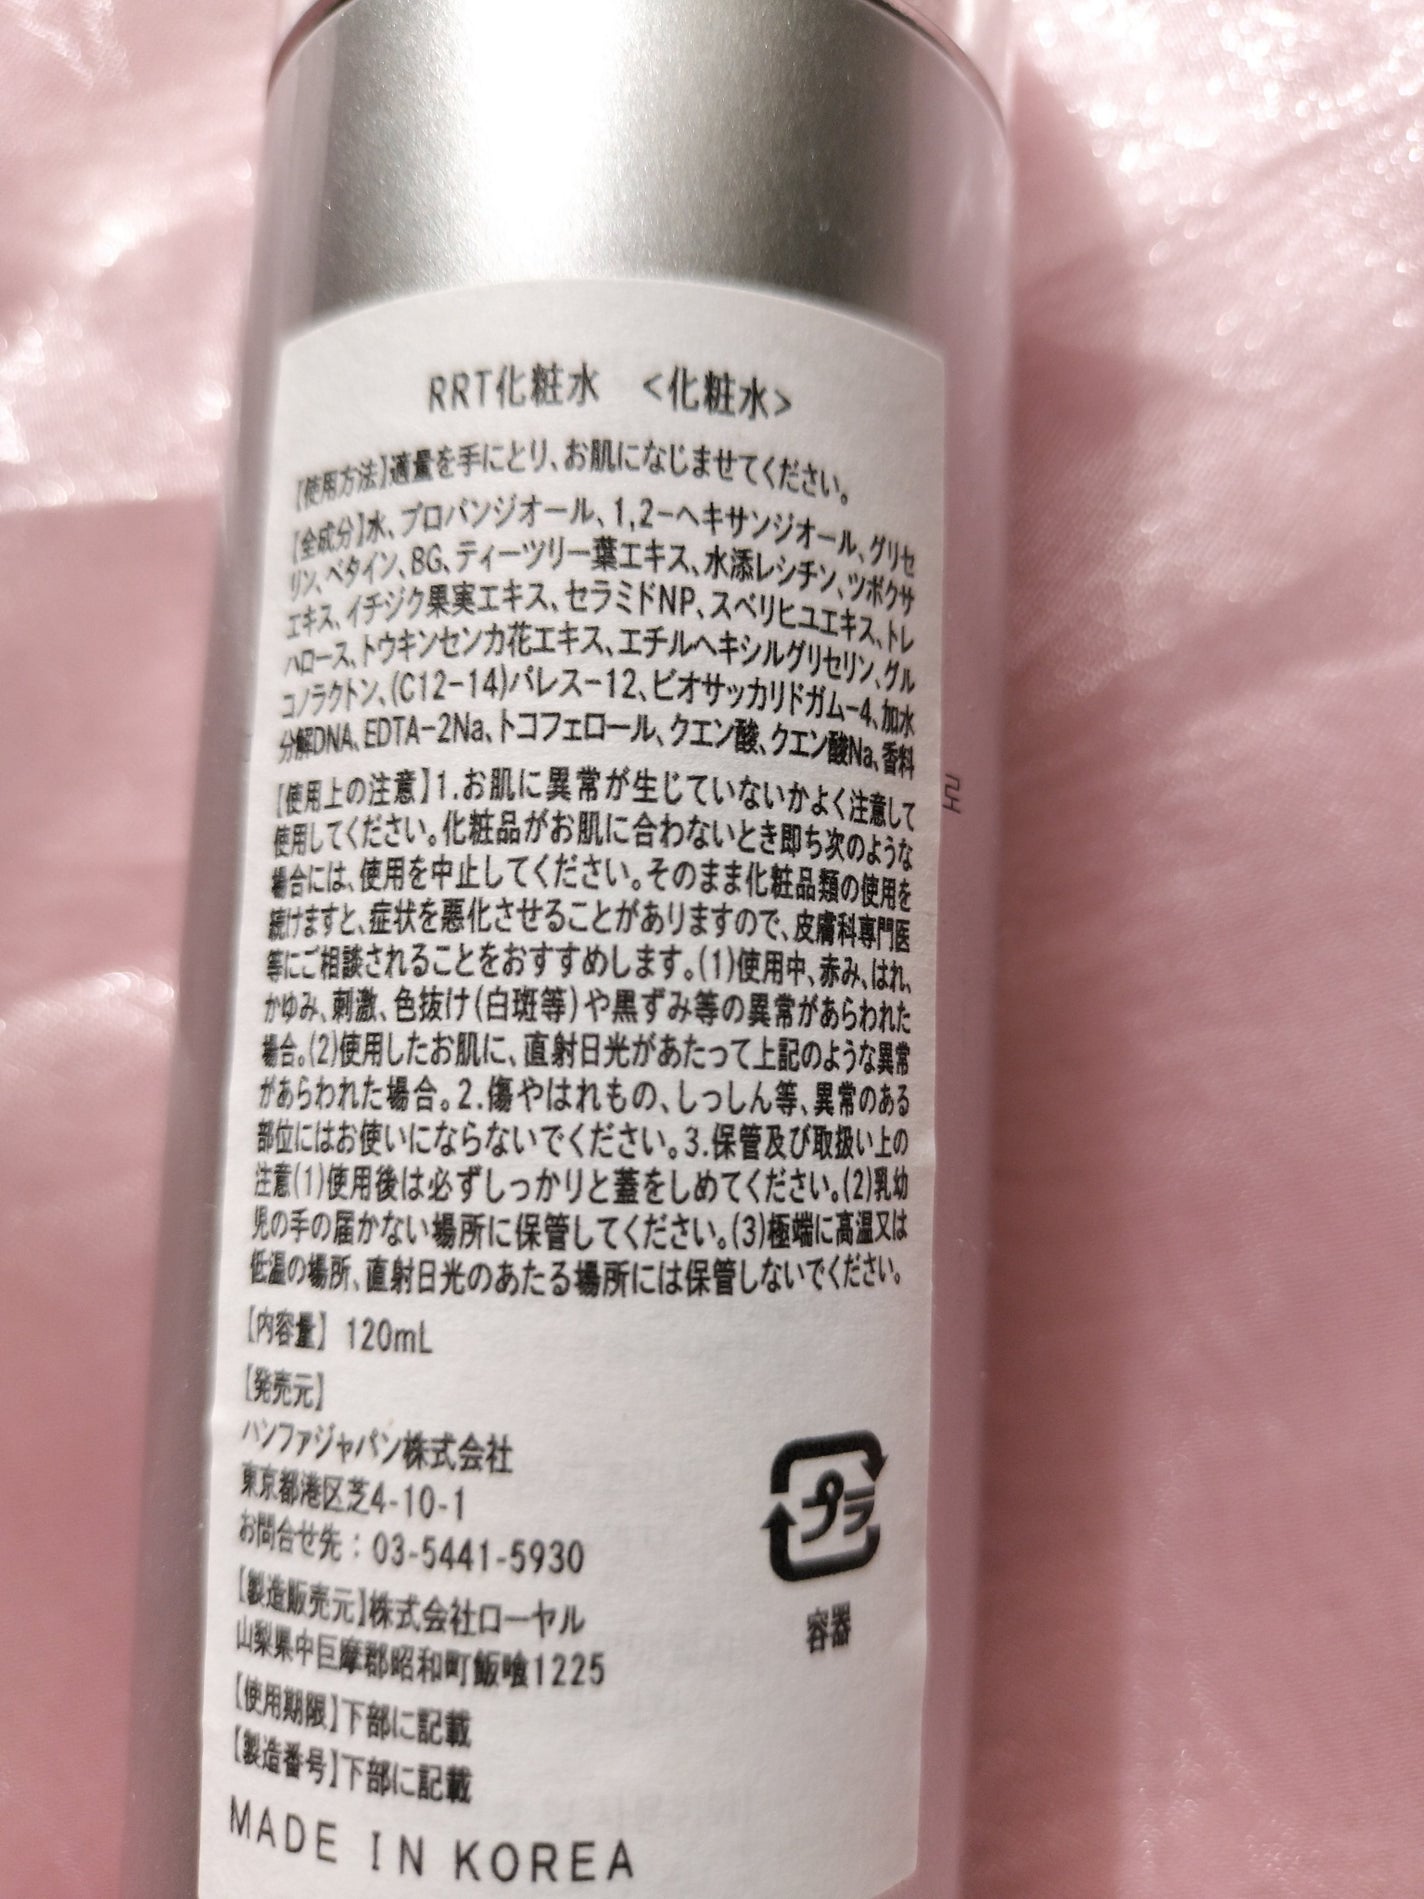 RRT化粧水　<化粧水>
【使用方法】適量を手にとり、お肌になじませてください。
【全成分】水、プロパンジオール、1,2-ヘキサンジオール、グリセ
リン、ベタイン、BG、ティーツリー葉エキス、水添レシチン、ツボクサ
エキス、イチジク果実エキス、セラミドNP、スベリヒユエキス、トレ
ハロース、トウキンセンカ花エキス、エチルヘキシルグリセリン、グル
コノラクトン、(C12-14)パレス-12、ビオサッカリドガム-4、加水
分解DNA、EDTA-2Na、トコフェロール、クエン酸、クエン酸Na、香料
【使用上の注意】1.お肌に異常が生じていないかよく注意して
使用してください。化粧品がお肌に合わないとき即ち次のような
場合には、使用を中止してください。そのまま化粧品類の使用を
続けますと、症状を悪化させることがありますので、皮膚科専門医
等にご相談されることをおすすめします。(1)使用中、赤み、はれ、
かゆみ、刺激、色抜け(白斑等)や黒ずみ等の異常があらわれた
場合。(2)使用したお肌に、直射日光があたって上記のような異常
があらわれた場合。2.傷やはれもの、しっしん等、異常のある
部位にはお使いにならないでください。3.保管及び取扱い上の
注意(1)使用後は必ずしっかりと蓋をしめてください。(2)乳幼
児の手の届かない場所に保管してください。(3)極端に高温又は
低温の場所、直射日光のあたる場所には保管しないでください。
【内容量】 120mL
【発売元】
ハンファジャパン株式会社
東京都港区芝4-10-1
お問合せ先：03-5441-5930
【製造販売元】株式会社ローヤル
山梨県中巨摩郡昭和町飯喰1225
【使用期限】下部に記載
【製造番号】下部に記載
MADE IN KOREA
プラ
容器